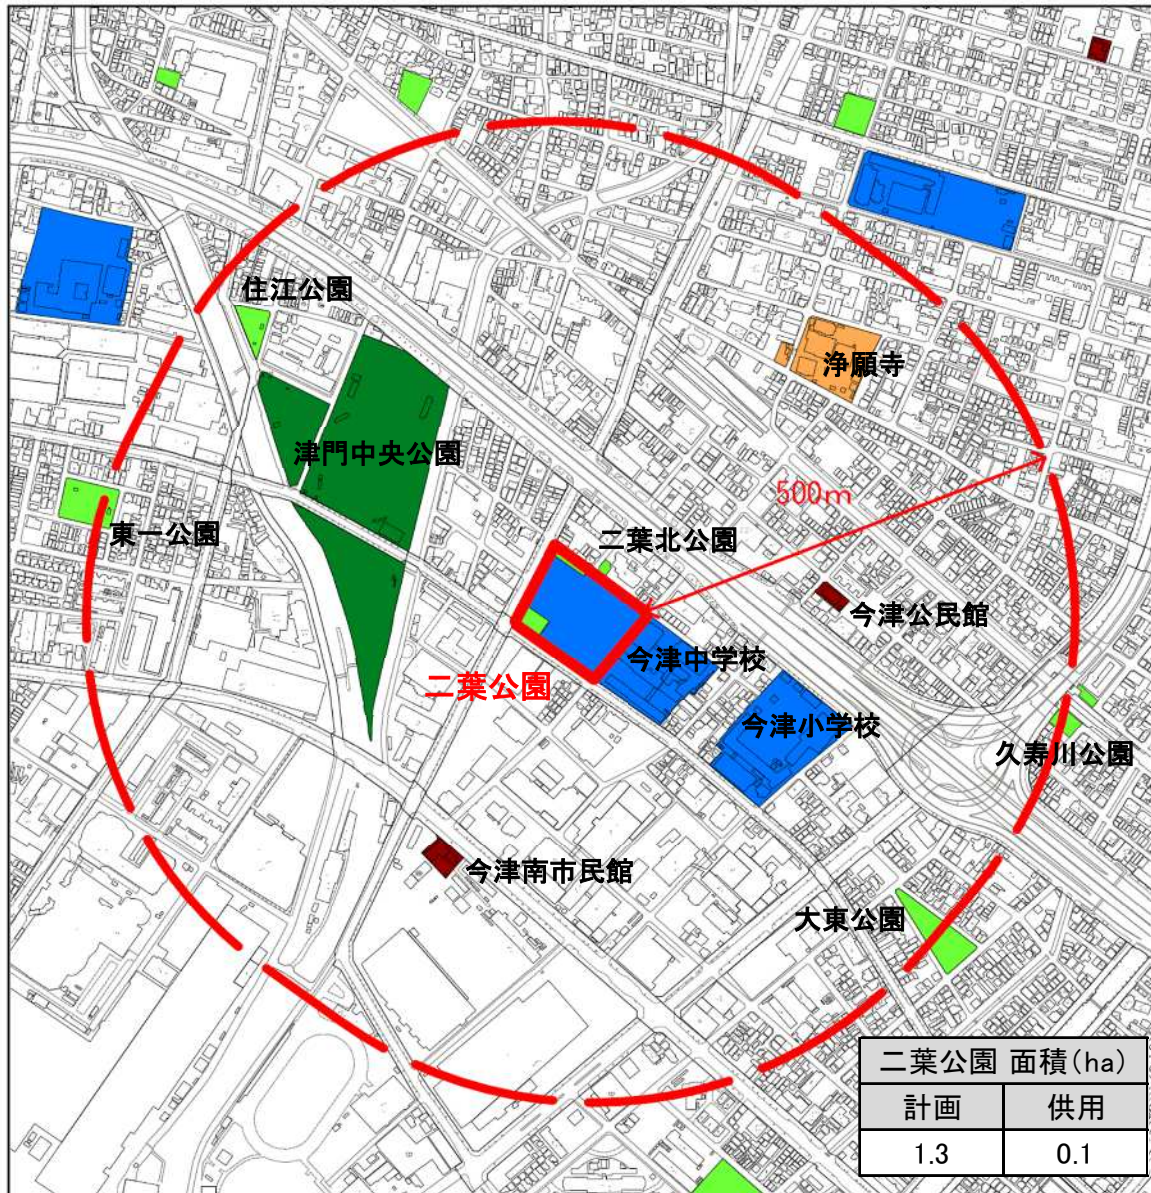 住江公園
浄願寺
津門中央公園
500m
東一公園
二葉北公園
今津公民館
今津中学校
二葉公園
今津小学校
久寿川公園
今津南市民館
大東公園
二葉公園 面積(ha)
計画 供用
1.3 0.1